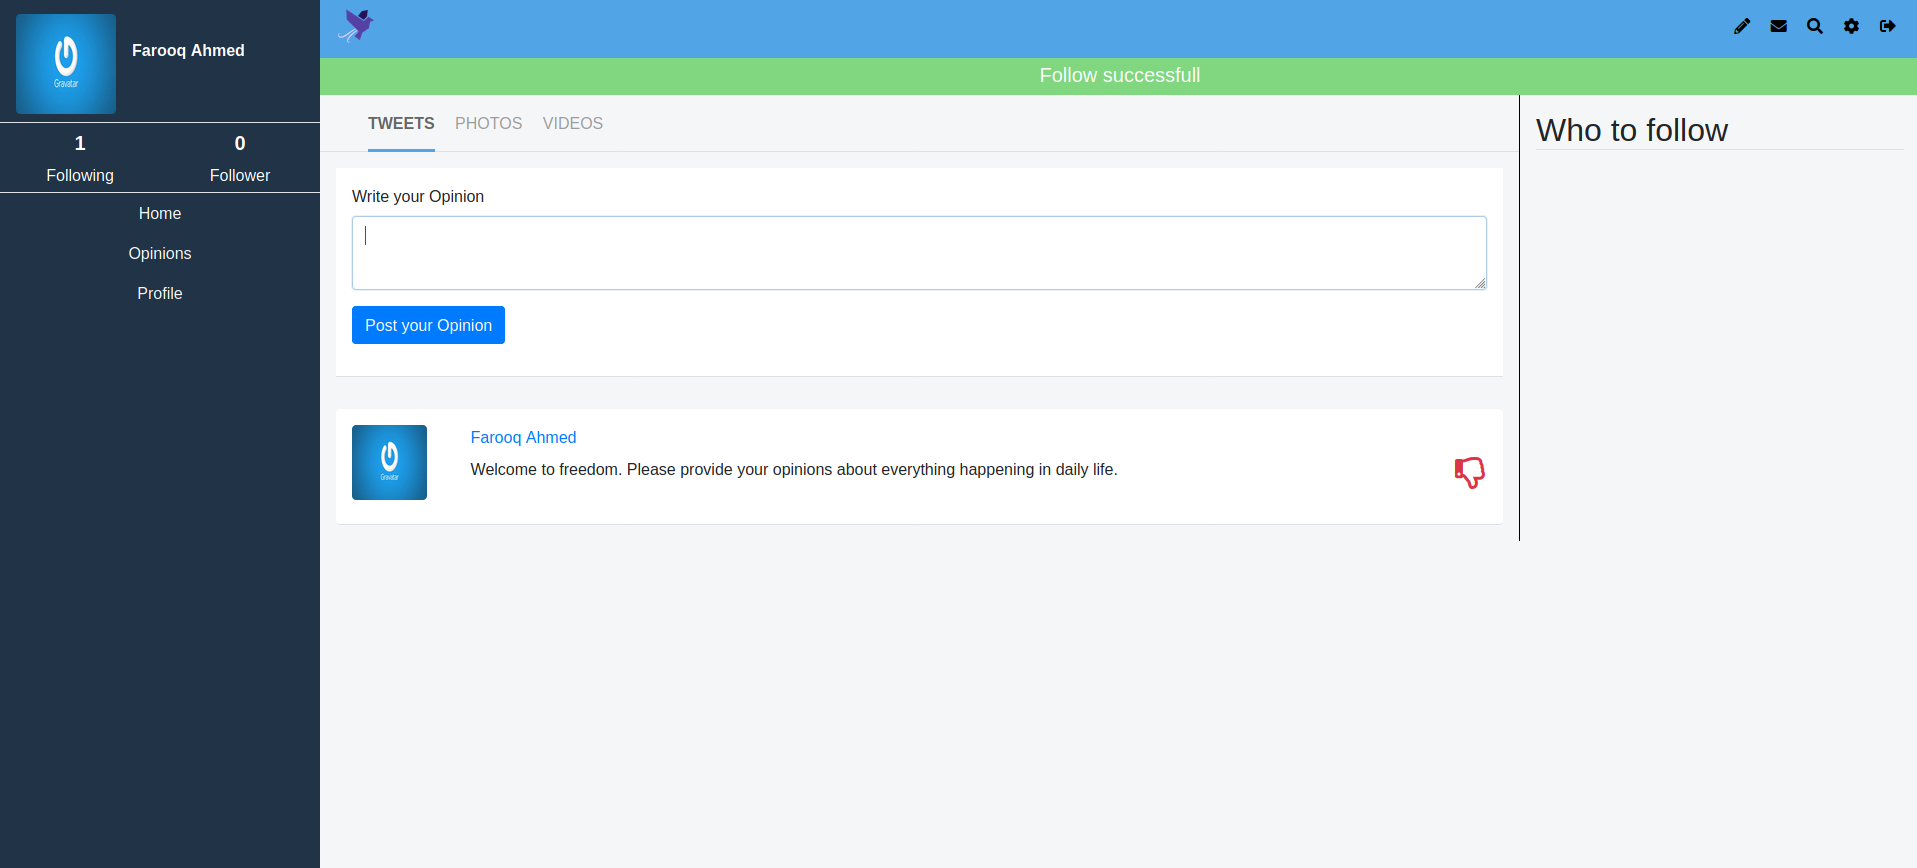 Gravatar
Farooq Ahmed
1 0
Following Follower
Home
Opinions
Profile
Follow successfull
TWEETS PHOTOS VIDEOS
Write your Opinion
Post your Opinion
Gravatar
Farooq Ahmed
Welcome to freedom. Please provide your opinions about everything happening in daily life.
Who to follow